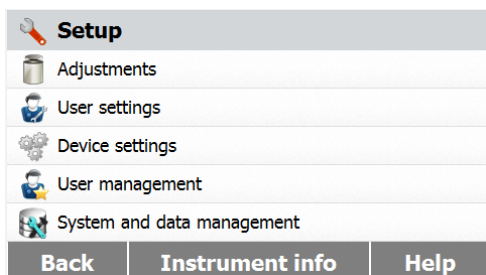 Setup
Adjustments
User settings
Device settings
User management
System and data management
Back Instrument info Help